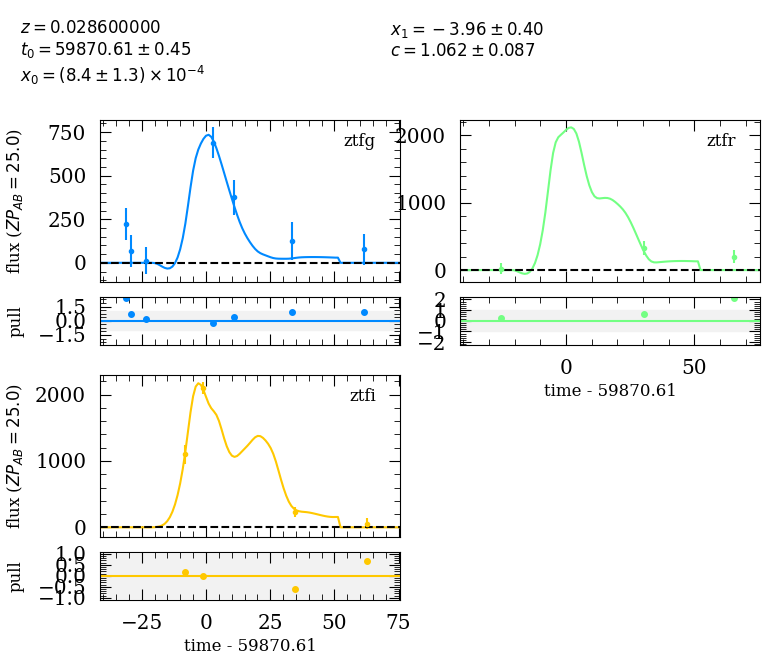 z = 0.028600000
t₀ = 59870.61 ± 0.45
x₀ = (8.4 ± 1.3) × 10⁻⁴
x₁ = −3.96 ± 0.40
c = 1.062 ± 0.087
ztfg
750
500
250
0
flux (ZP_AB = 25.0)
1.5
0.0
−1.5
pull
ztfr
2000
1000
0
2
1
0
−1
−2
0
50
time - 59870.61
ztfi
2000
1000
0
flux (ZP_AB = 25.0)
1.0
0.5
0.0
−0.5
−1.0
pull
−25
0
25
50
75
time - 59870.61